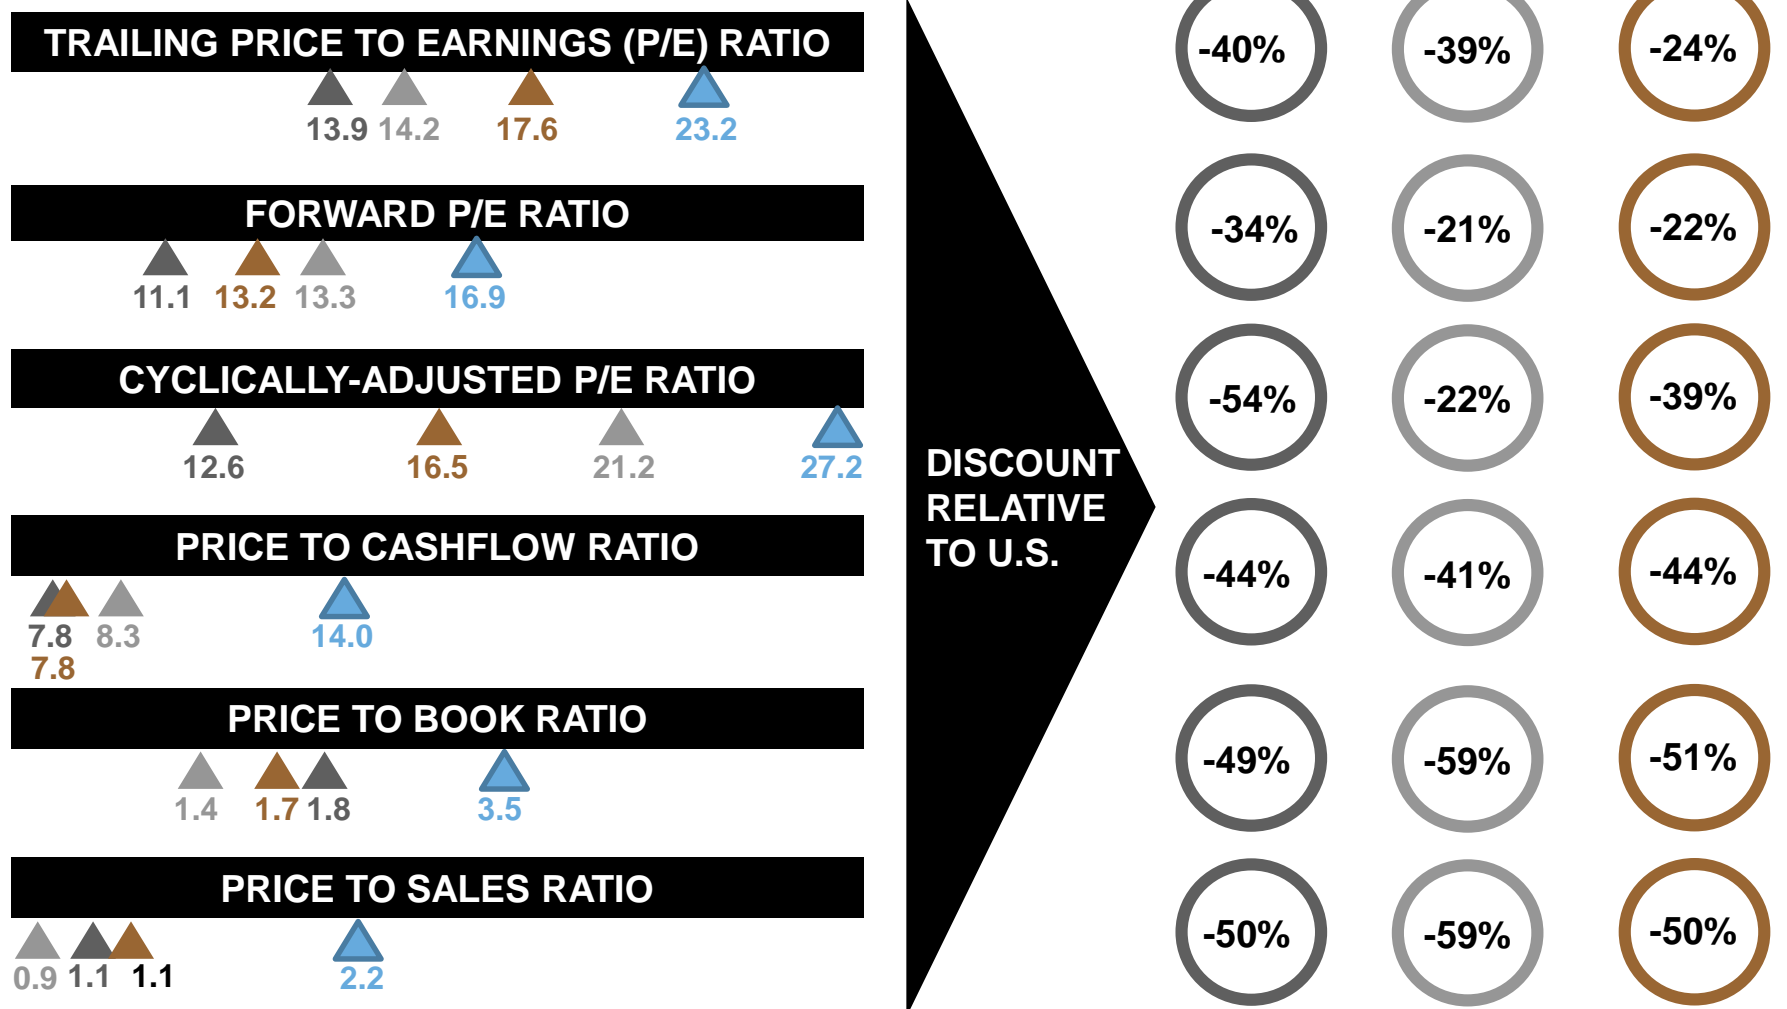 TRAILING PRICE TO EARNINGS (P/E) RATIO
13.9 14.2 17.6 23.2
FORWARD P/E RATIO
11.1 13.2 13.3 16.9
CYCLICALLY-ADJUSTED P/E RATIO
12.6 16.5 21.2 27.2
PRICE TO CASHFLOW RATIO
7.8 8.3 14.0
7.8
PRICE TO BOOK RATIO
1.4 1.7 1.8 3.5
PRICE TO SALES RATIO
0.9 1.1 1.1 2.2
DISCOUNT
RELATIVE
TO U.S.
-40% -39% -24%
-34% -21% -22%
-54% -22% -39%
-44% -41% -44%
-49% -59% -51%
-50% -59% -50%